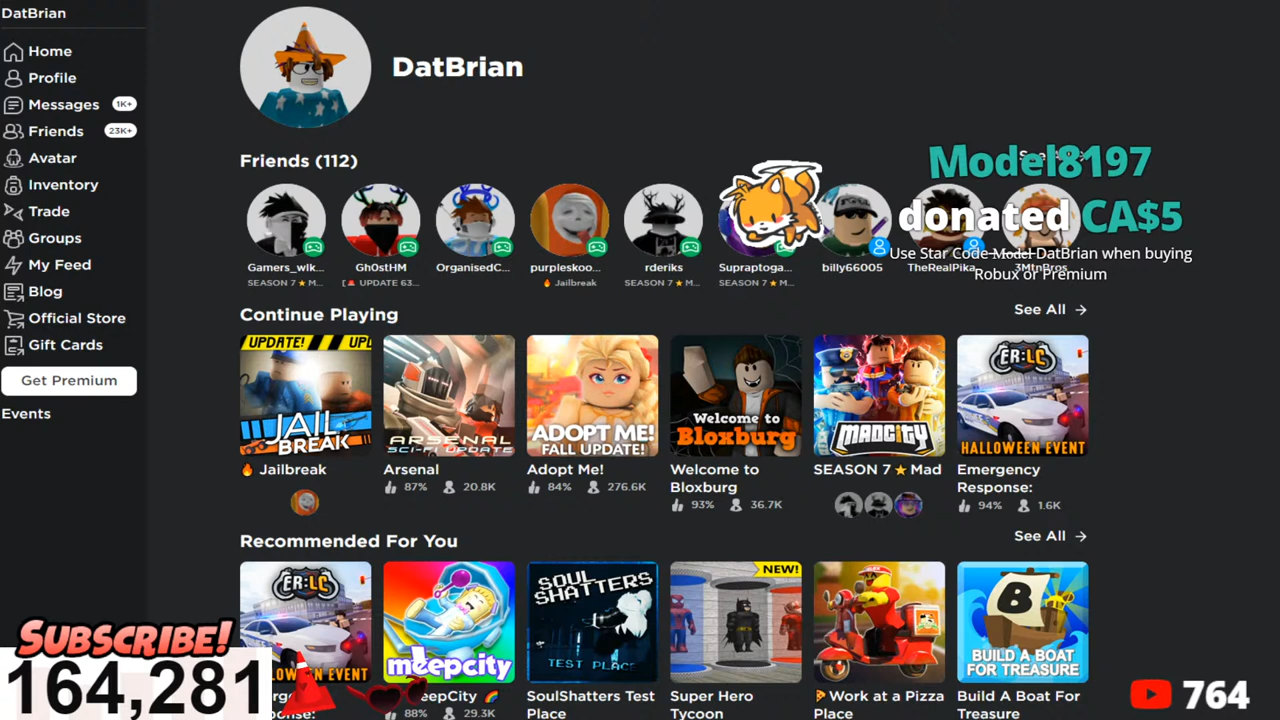 DatBrian
Home
Profile
Messages 1K+
Friends 23K+
Avatar
Inventory
Trade
Groups
My Feed
Blog
Official Store
Gift Cards
Get Premium
Events
DatBrian
Friends (112)
Model8197
donated CA$5
Use Star Code Model DatBrian when buying
Robux or Premium
Gamers_wlk... Gh0stHM OrganisedC... purpleskoo... rderiks Supraptoga... billy66005 TheRealPika 3MtnBros
SEASON 7 ★ M... [🚨 UPDATE 63... 🔥 Jailbreak SEASON 7 ★ M... SEASON 7 ★ M...
Continue Playing
See All →
UPDATE!
JAIL
BREAK
ARSENAL
SCI-FI UPDATE
ADOPT ME!
FALL UPDATE!
Welcome to
Bloxburg
MADCITY
ER:LC
HALLOWEEN EVENT
🔥 Jailbreak
Arsenal
87% 20.8K
Adopt Me!
84% 276.6K
Welcome to
Bloxburg
93% 36.7K
SEASON 7 ★ Mad
Emergency
Response:
94% 1.6K
Recommended For You
See All →
ER:LC
meepcity
SOUL
SHATTERS
TEST PLACE
NEW!
B
BUILD A BOAT
FOR TREASURE
MeepCity 🌈
88% 29.3K
SoulShatters Test
Place
Super Hero
Tycoon
🍕Work at a Pizza
Place
Build A Boat For
Treasure
SUBSCRIBE!
164,281
764